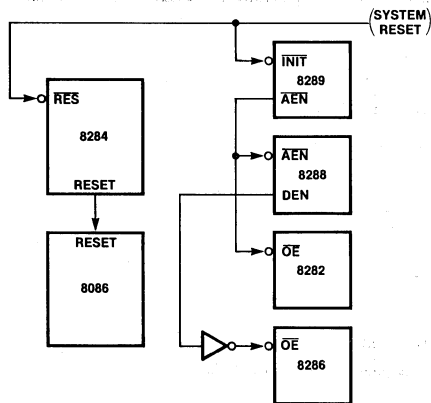 (SYSTEM
RESET)
INIT
8289
AEN
RES
8284
RESET
AEN
8288
DEN
RESET
8086
OE
8282
OE
8286